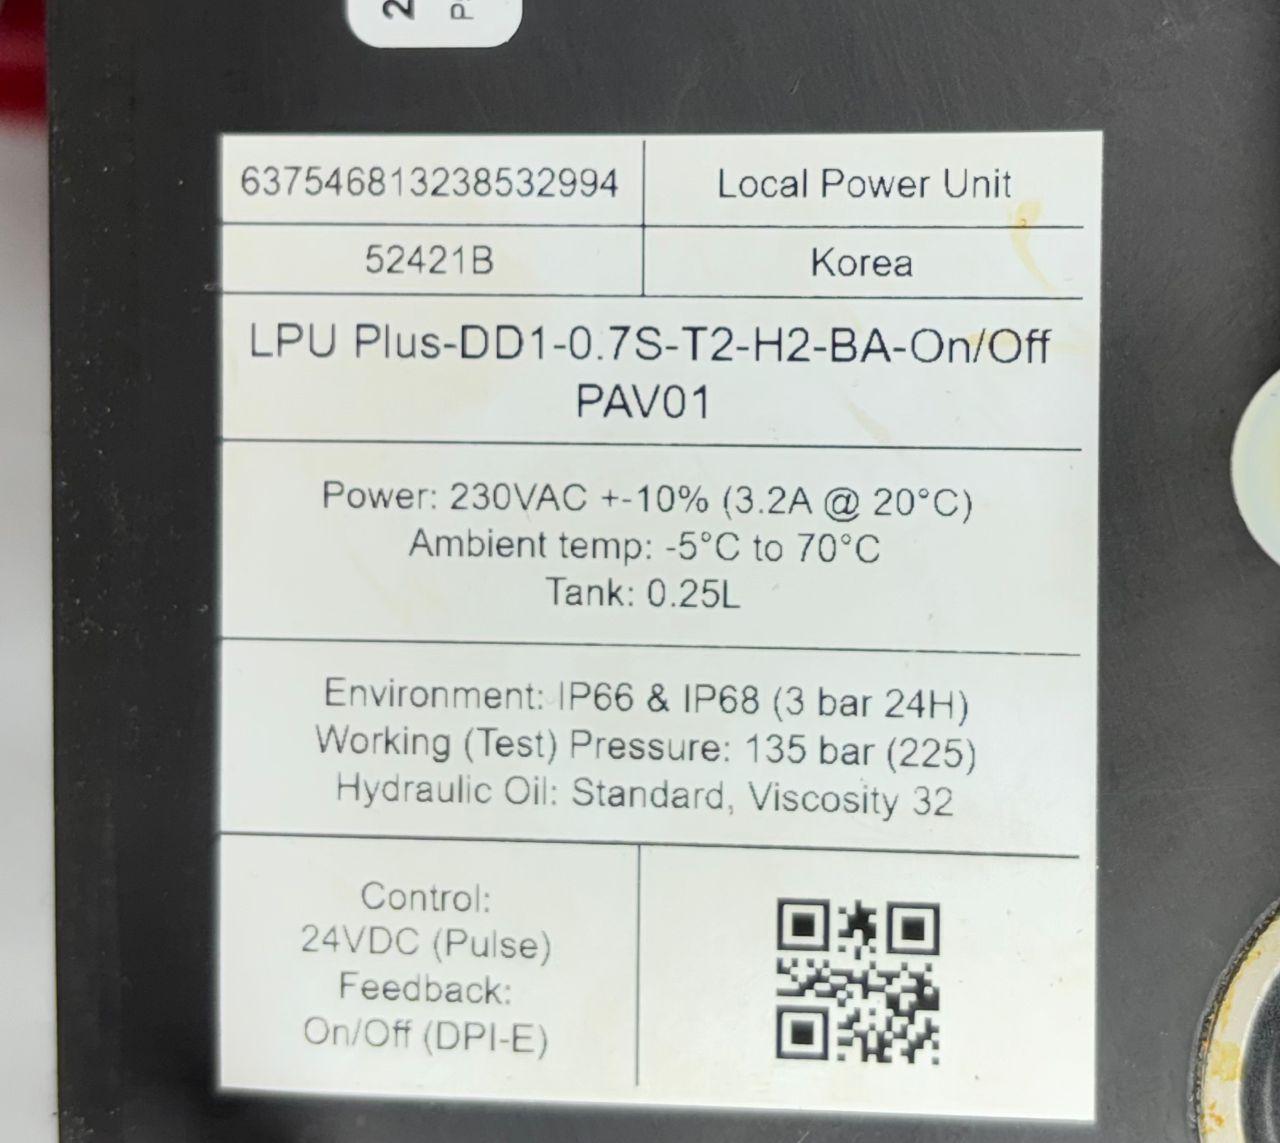 637546813238532994
Local Power Unit
52421B
Korea
LPU Plus-DD1-0.7S-T2-H2-BA-On/Off
PAV01
Power: 230VAC +-10% (3.2A @ 20°C)
Ambient temp: -5°C to 70°C
Tank: 0.25L
Environment: IP66 & IP68 (3 bar 24H)
Working (Test) Pressure: 135 bar (225)
Hydraulic Oil: Standard, Viscosity 32
Control:
24VDC (Pulse)
Feedback:
On/Off (DPI-E)